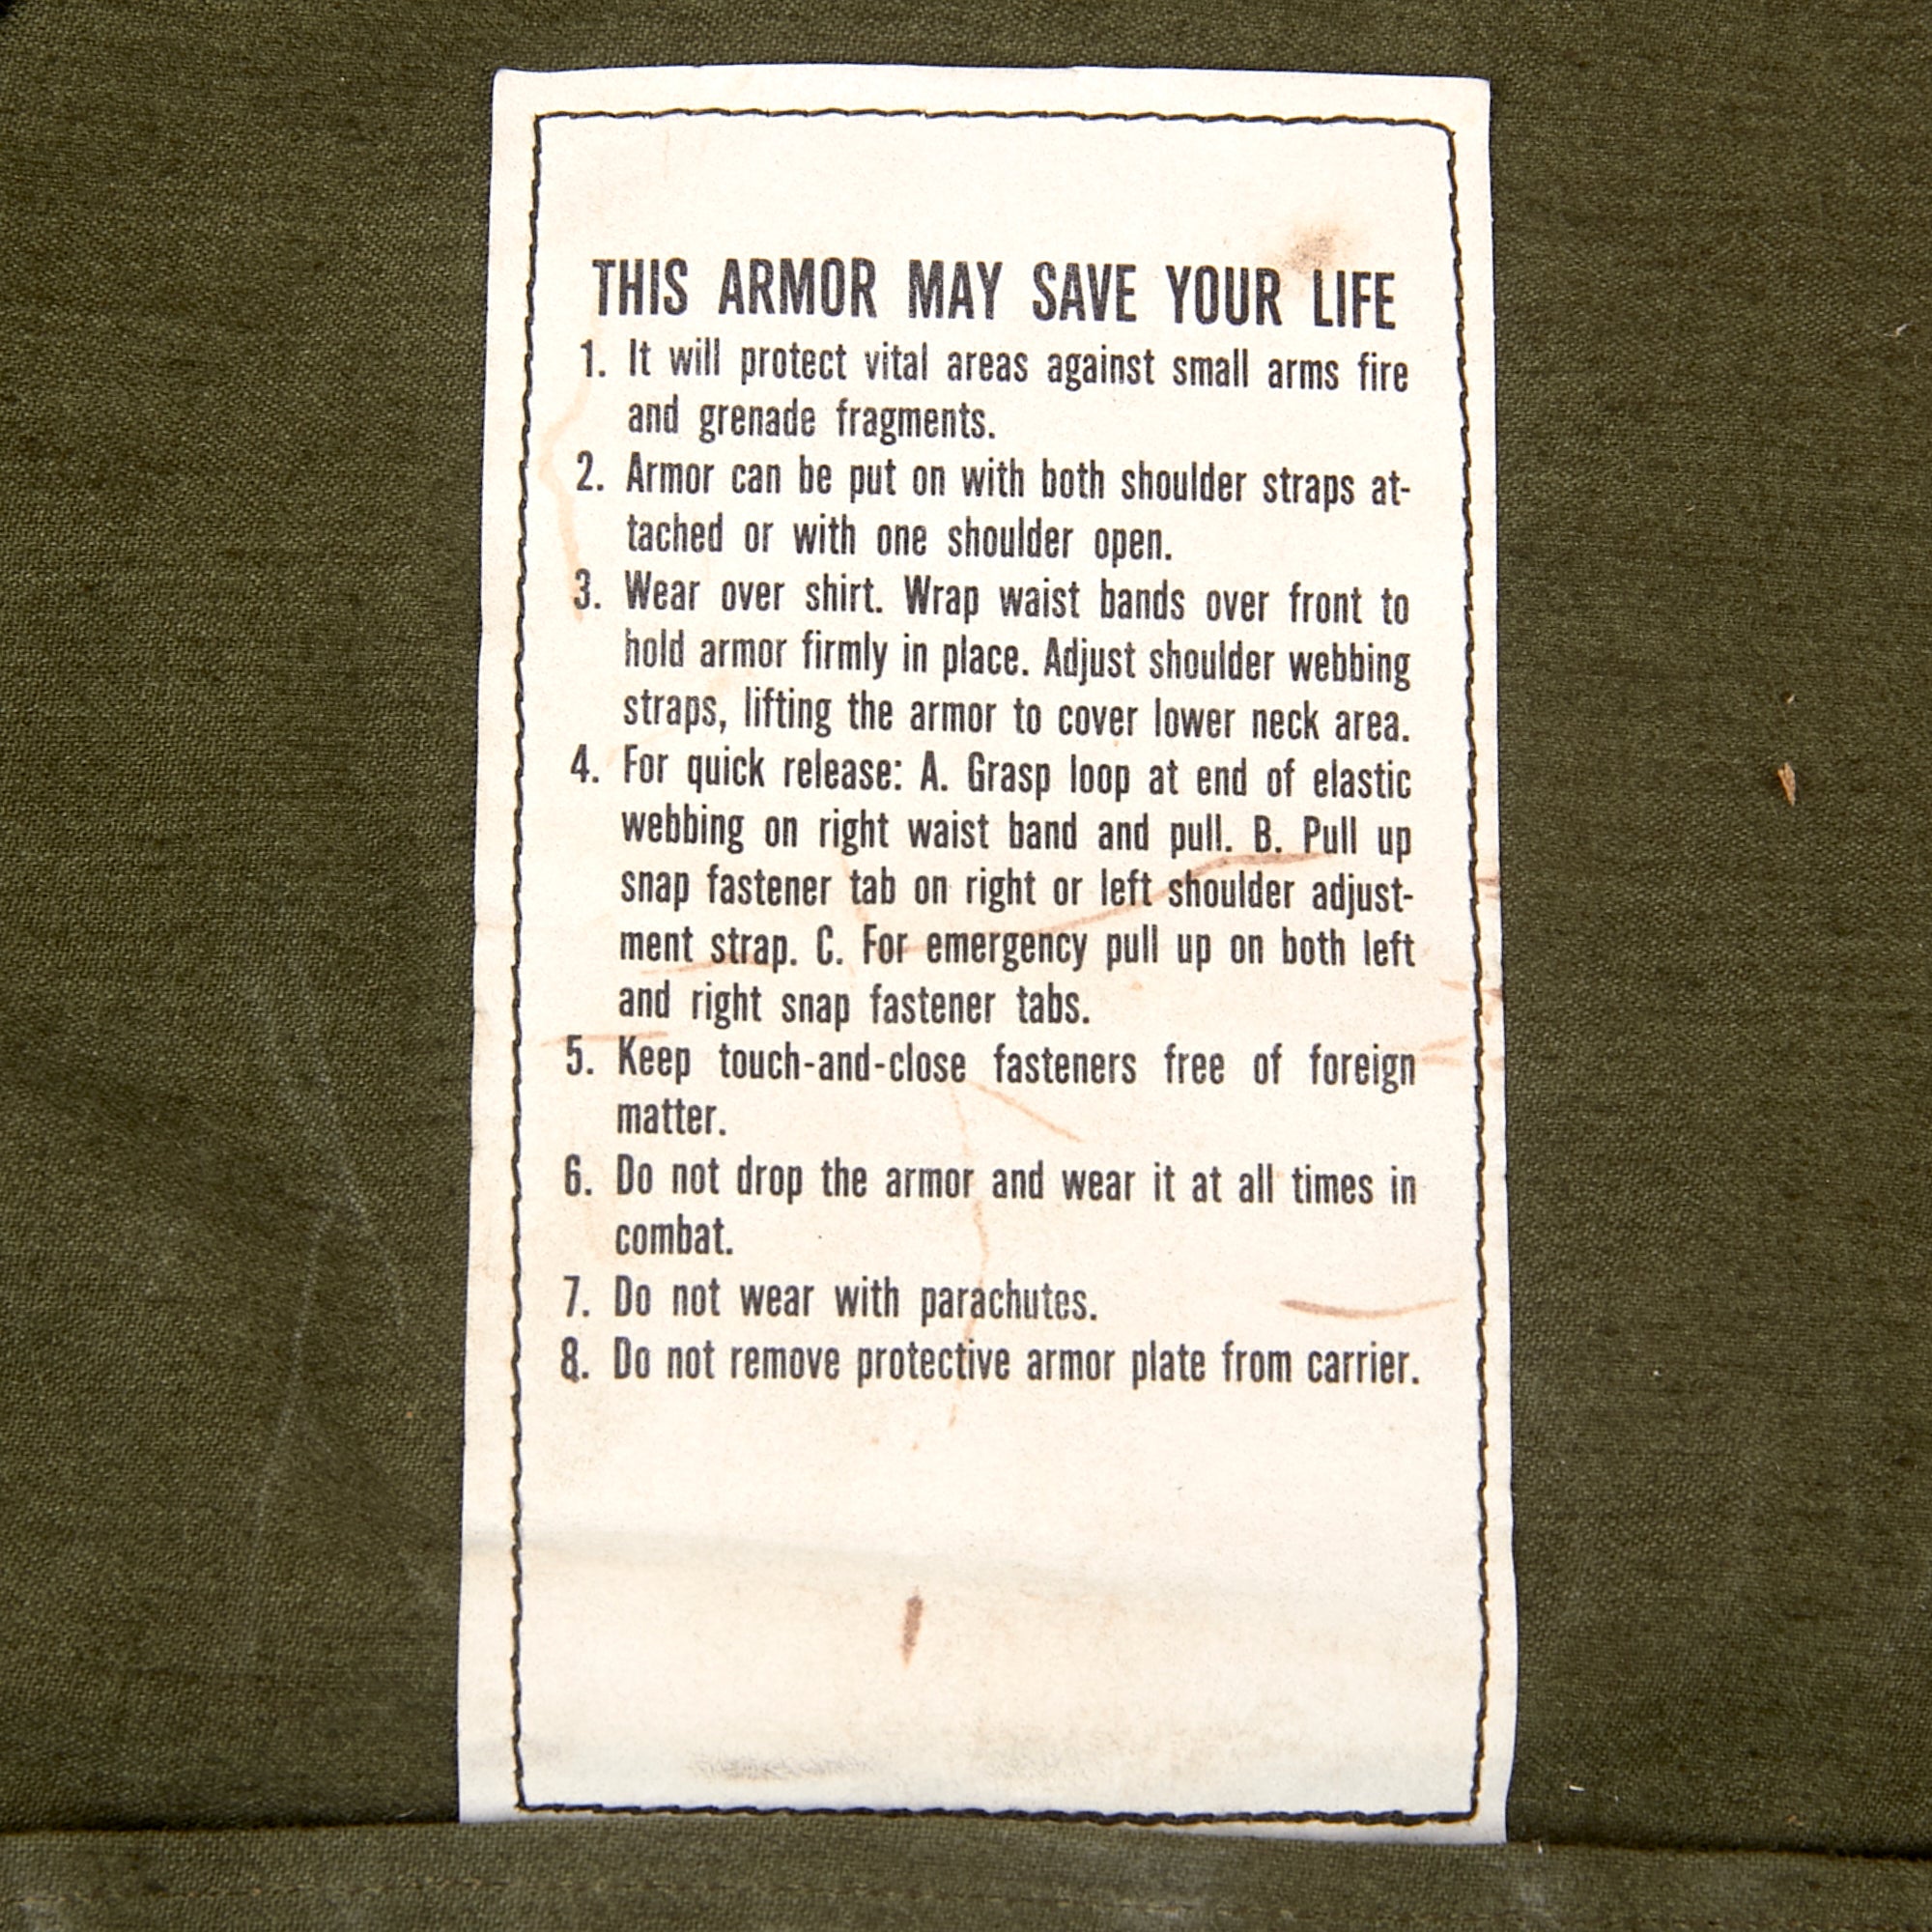 THIS ARMOR MAY SAVE YOUR LIFE
1. It will protect vital areas against small arms fire
and grenade fragments.
2. Armor can be put on with both shoulder straps at-
tached or with one shoulder open.
3. Wear over shirt. Wrap waist bands over front to
hold armor firmly in place. Adjust shoulder webbing
straps, lifting the armor to cover lower neck area.
4. For quick release: A. Grasp loop at end of elastic
webbing on right waist band and pull. B. Pull up
snap fastener tab on right or left shoulder adjust-
ment strap. C. For emergency pull up on both left
and right snap fastener tabs.
5. Keep touch-and-close fasteners free of foreign
matter.
6. Do not drop the armor and wear it at all times in
combat.
7. Do not wear with parachutes.
8. Do not remove protective armor plate from carrier.